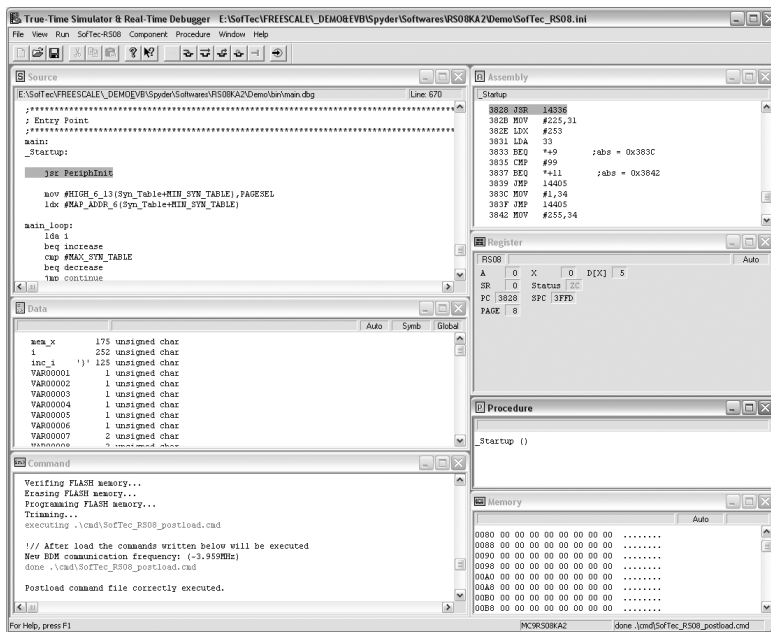 True-Time Simulator & Real-Time Debugger E:\SofTec\FREESCALE\_DEMO&EVB\Spyder\Softwares\RS08KA2\Demo\SofTec_RS08.ini
File View Run SofTec-RS08 Component Procedure Window Help
Source
E:\SofTec\FREESCALE\_DEMOEVB\Spyder\Softwares\RS08KA2\Demo\bin\main.dbg Line: 670
; Entry Point
main:
_Startup:
jsr PeriphInit
mov #HIGH_6_13(Syn_Table+MIN_SYN_TABLE),PAGESEL
ldx #MAP_ADDR_6(Syn_Table+MIN_SYN_TABLE)
main_loop:
lda i
beq increase
cmp #MAX_SYN_TABLE
beq decrease
jmp continue
Data
Auto Symb Global
mem_x 175 unsigned char
i 252 unsigned char
inc_i '}' 125 unsigned char
VAR00001 1 unsigned char
VAR00002 1 unsigned char
VAR00003 1 unsigned char
VAR00004 1 unsigned char
VAR00005 1 unsigned char
VAR00006 1 unsigned char
VAR00007 2 unsigned char
VAR00008 2 unsigned char
Command
Verifing FLASH memory...
Erasing FLASH memory...
Programming FLASH memory...
Trimming...
executing .\cmd\SofTec_RS08_postload.cmd
!// After load the commands written below will be executed
New BDM communication frequency: (~3.959MHz)
done .\cmd\SofTec_RS08_postload.cmd
Postload command file correctly executed.
Assembly
_Startup
3828 JSR 14336
382B MOV #225,31
382E LDX #253
3831 LDA 33
3833 BEQ *+9 ;abs = 0x383C
3835 CMP #99
3837 BEQ *+11 ;abs = 0x3842
3839 JMP 14405
383C MOV #1,34
383F JMP 14405
3842 MOV #255,34
Register
RS08 Auto
A 0 X 0 D[X] 5
SR 0 Status ZC
PC 3828 SPC 3FFD
PAGE 8
Procedure
_Startup ()
Memory
Auto
0080 00 00 00 00 00 00 00 00 ........
0088 00 00 00 00 00 00 00 00 ........
0090 00 00 00 00 00 00 00 00 ........
0098 00 00 00 00 00 00 00 00 ........
00A0 00 00 00 00 00 00 00 00 ........
00A8 00 00 00 00 00 00 00 00 ........
00B0 00 00 00 00 00 00 00 00 ........
00B8 00 00 00 00 00 00 00 00 ........
For Help, press F1 MC9RS08KA2 done .\cmd\SofTec_RS08_postload.cmd